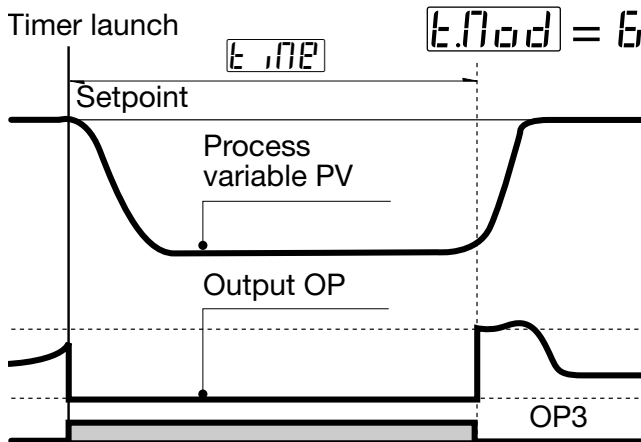 Timer launch
t.Mod = 6
time
Setpoint
Process
variable PV
Output OP
OP3